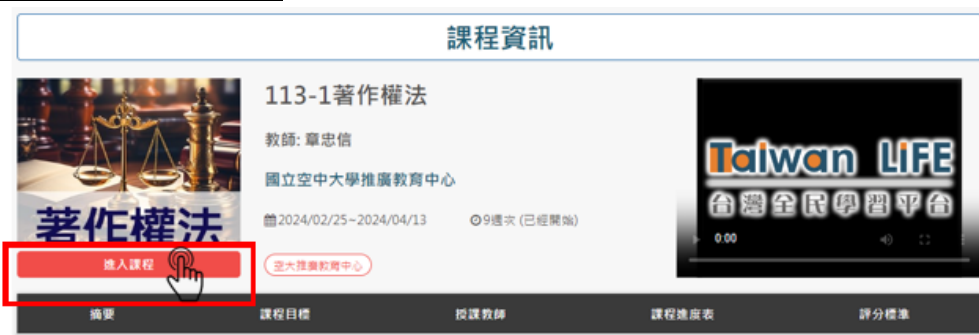 課程資訊
113-1著作權法
教師: 章忠信
國立空中大學推廣教育中心
2024/02/25~2024/04/13 9週次 (已經開始)
空大推廣教育中心
著作權法
進入課程
Taiwan LIFE
台灣全民學習平台
0:00
摘要 課程目標 授課教師 課程進度表 評分標準